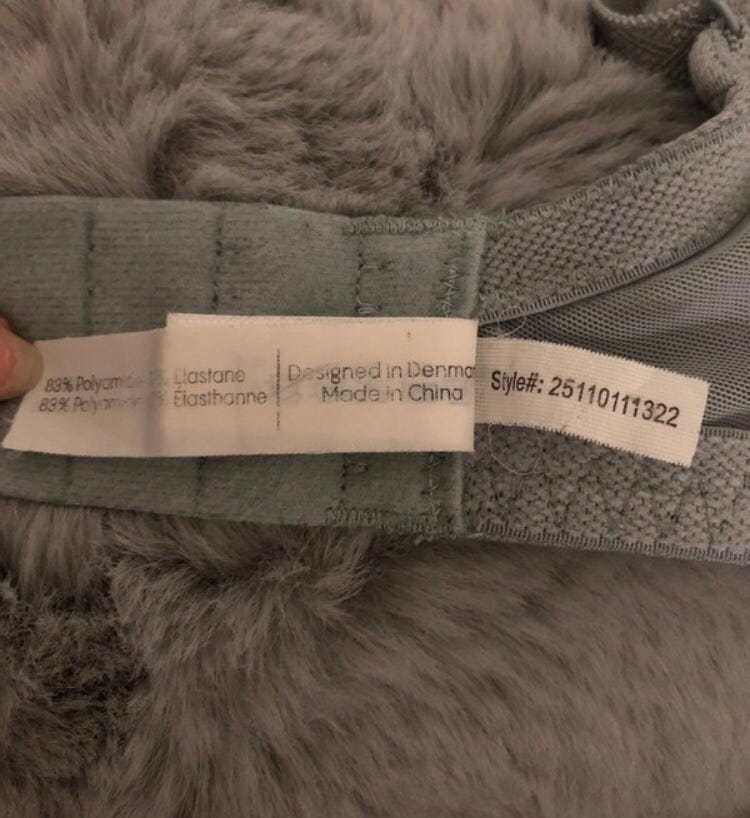 83% Polyamide Elastane
83% Polyamide Elasthanne
Designed in Denma
Made in China
Style#: 25110111322